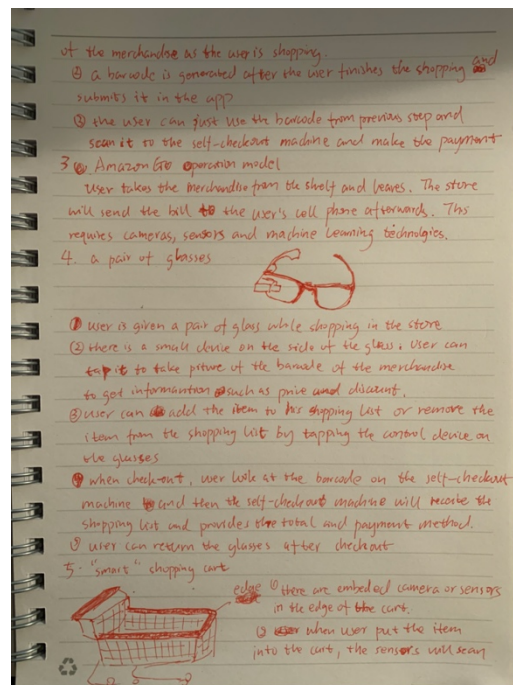 of the merchandise as the user is shopping.
② a barcode is generated after the user finishes the shopping and
submits it in the app
③ the user can just use the barcode from previous step and
scan it to the self-checkout machine and make the payment
3. Amazon Go operation model
User takes the merchandise from the shelf and leaves. The store
will send the bill to the user's cell phone afterwards. This
requires cameras, sensors and machine learning technologies.
4. a pair of glasses
① user is given a pair of glass while shopping in the store
② there is a small device on the side of the glass. User can
tap it to take piture of the barcode of the merchandise
to get informantion such as price and discount.
③ user can add the item to his shopping list or remove the
item from the shopping list by tapping the control device on
the glasses
④ when check-out, user look at the barcode on the self-checkout
machine and then the self-checkout machine will receive the
shopping list and provides the total and payment method.
⑤ user can return the glasses after checkout
5. "smart" shopping cart
edge ① there are embeded camera or sensors
in the edge of the cart.
② when user put the item
into the cart, the sensors will scan